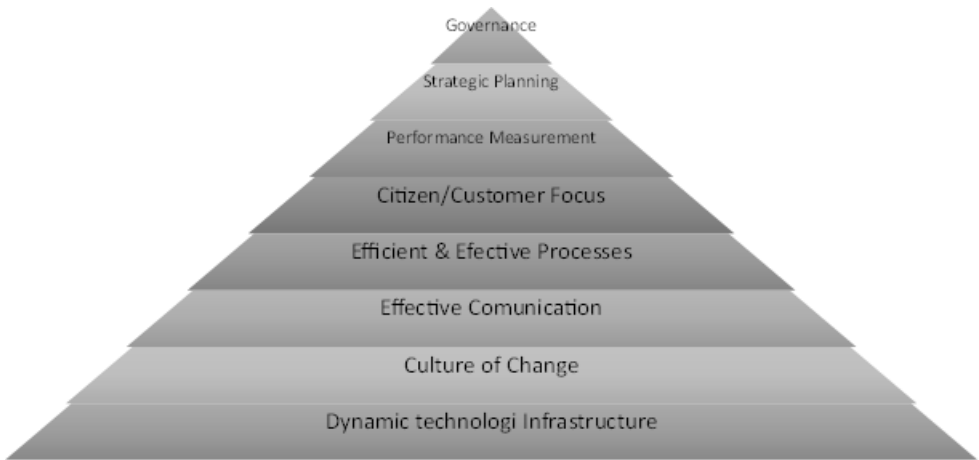 Governance
Strategic Planning
Performance Measurement
Citizen/Customer Focus
Efficient & Efective Processes
Effective Comunication
Culture of Change
Dynamic technologi Infrastructure